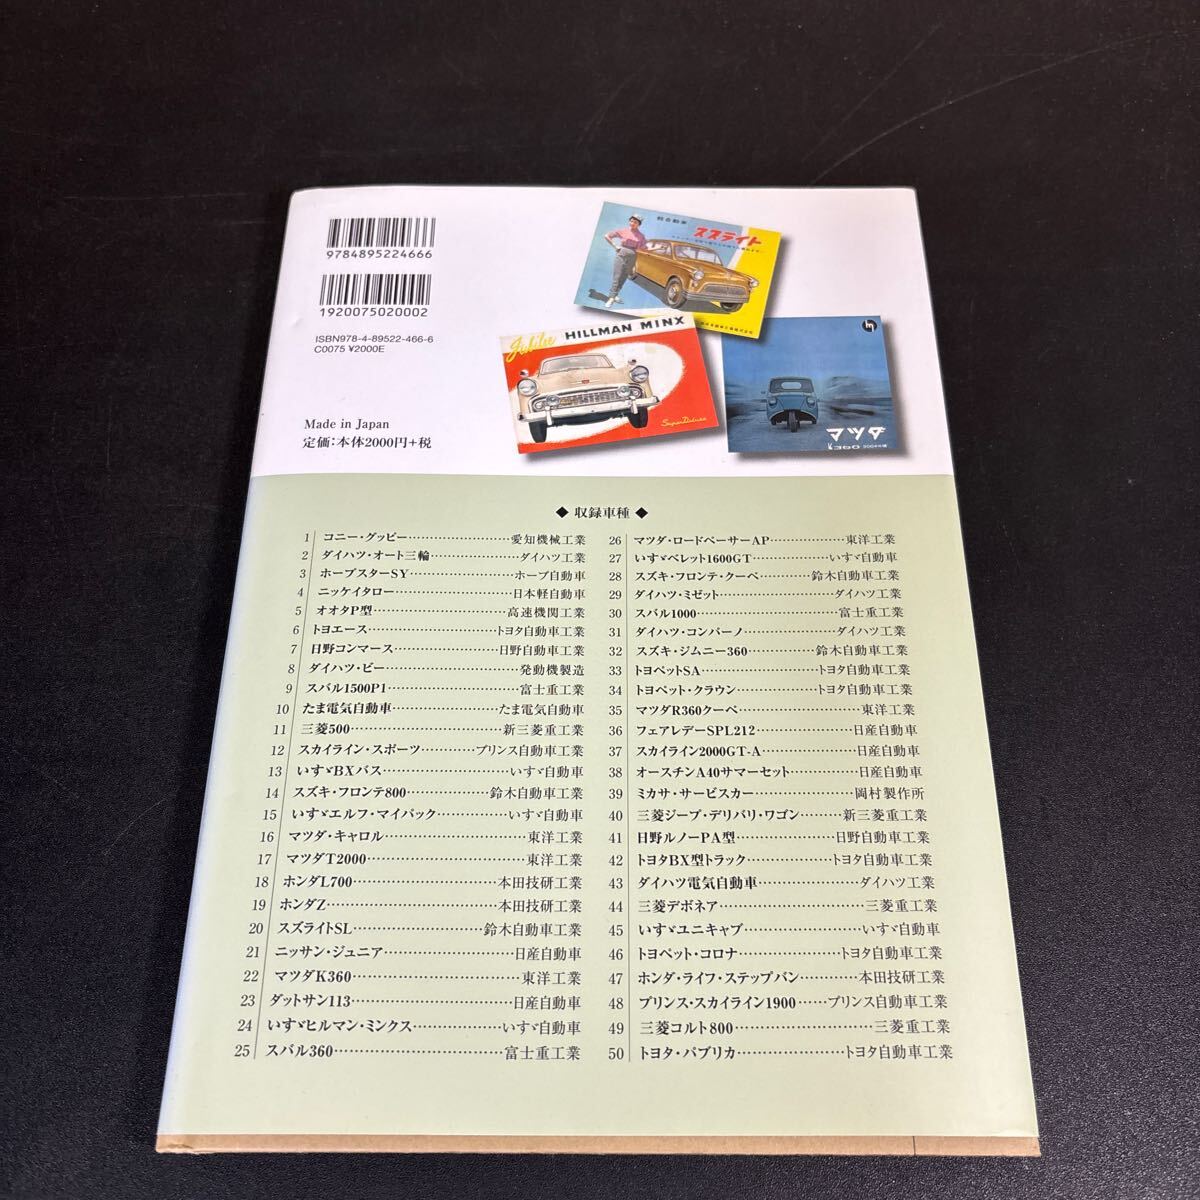 9784895224666
1920075020002
ISBN978-4-89522-466-6
C0075 ¥2000E
Made in Japan
定価：本体2000円+税
軽自動車
スズライト
HILLMAN MINX
Super Deluxe
マツダ
◆ 収録車種 ◆
1 コニー・グッピー……愛知機械工業
2 ダイハツ・オート三輪……ダイハツ工業
3 ホープスターSY……ホープ自動車
4 ニッケイタロー……日本軽自動車
5 オオタP型……高速機関工業
6 トヨエース……トヨタ自動車工業
7 日野コンマース……日野自動車工業
8 ダイハツ・ビー……発動機製造
9 スバル1500P1……富士重工業
10 たま電気自動車……たま電気自動車
11 三菱500……新三菱重工業
12 スカイライン・スポーツ……プリンス自動車工業
13 いすゞBXバス……いすゞ自動車
14 スズキ・フロンテ800……鈴木自動車工業
15 いすゞエルフ・マイパック……いすゞ自動車
16 マツダ・キャロル……東洋工業
17 マツダT2000……東洋工業
18 ホンダL700……本田技研工業
19 ホンダZ……本田技研工業
20 スズライトSL……鈴木自動車工業
21 ニッサン・ジュニア……日産自動車
22 マツダK360……東洋工業
23 ダットサン113……日産自動車
24 いすゞヒルマン・ミンクス……いすゞ自動車
25 スバル360……富士重工業
26 マツダ・ロードペーサーAP……東洋工業
27 いすゞベレット1600GT……いすゞ自動車
28 スズキ・フロンテ・クーペ……鈴木自動車工業
29 ダイハツ・ミゼット……ダイハツ工業
30 スバル1000……富士重工業
31 ダイハツ・コンパーノ……ダイハツ工業
32 スズキ・ジムニー360……鈴木自動車工業
33 トヨペットSA……トヨタ自動車工業
34 トヨペット・クラウン……トヨタ自動車工業
35 マツダR360クーペ……東洋工業
36 フェアレデーSPL212……日産自動車
37 スカイライン2000GT-A……日産自動車
38 オースチンA40サマーセット……日産自動車
39 ミカサ・サービスカー……岡村製作所
40 三菱ジープ・デリバリ・ワゴン……新三菱重工業
41 日野ルノーPA型……日野自動車工業
42 トヨタBX型トラック……トヨタ自動車工業
43 ダイハツ電気自動車……ダイハツ工業
44 三菱デボネア……三菱重工業
45 いすゞユニキャブ……いすゞ自動車
46 トヨペット・コロナ……トヨタ自動車工業
47 ホンダ・ライフ・ステップバン……本田技研工業
48 プリンス・スカイライン1900……プリンス自動車工業
49 三菱コルト800……三菱重工業
50 トヨタ・パブリカ……トヨタ自動車工業